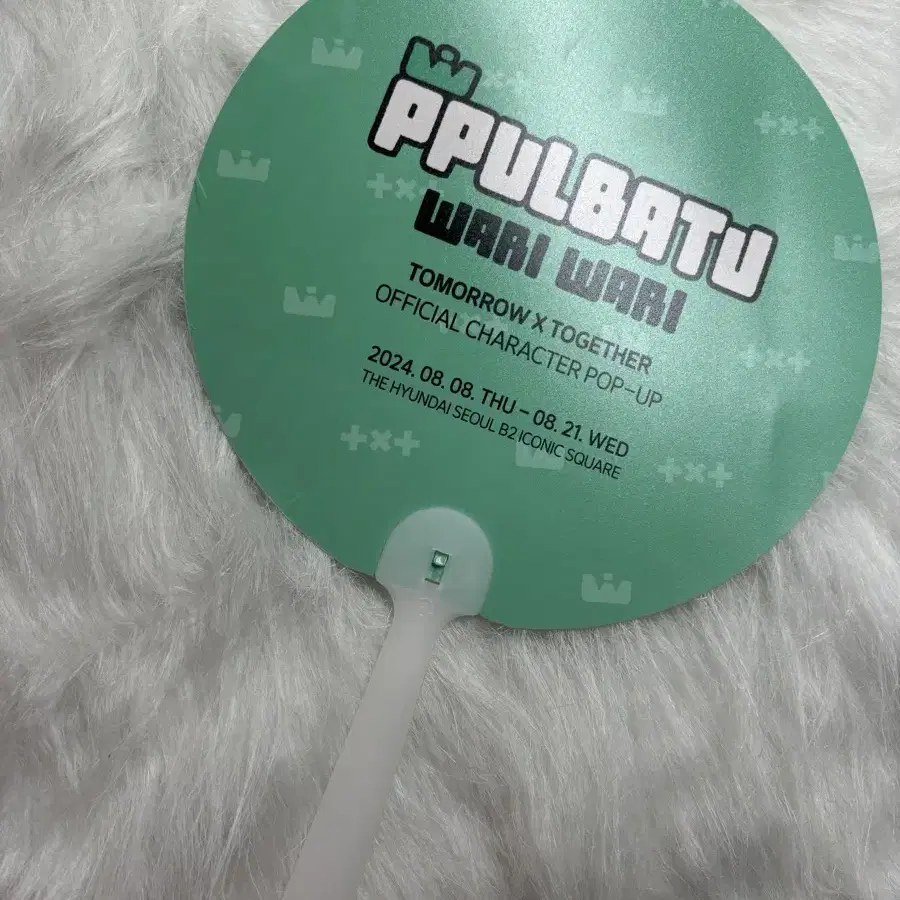 PPULBATU
WARI WARI
TOMORROW X TOGETHER
OFFICIAL CHARACTER POP-UP
2024. 08. 08. THU - 08. 21. WED
THE HYUNDAI SEOUL B2 ICONIC SQUARE